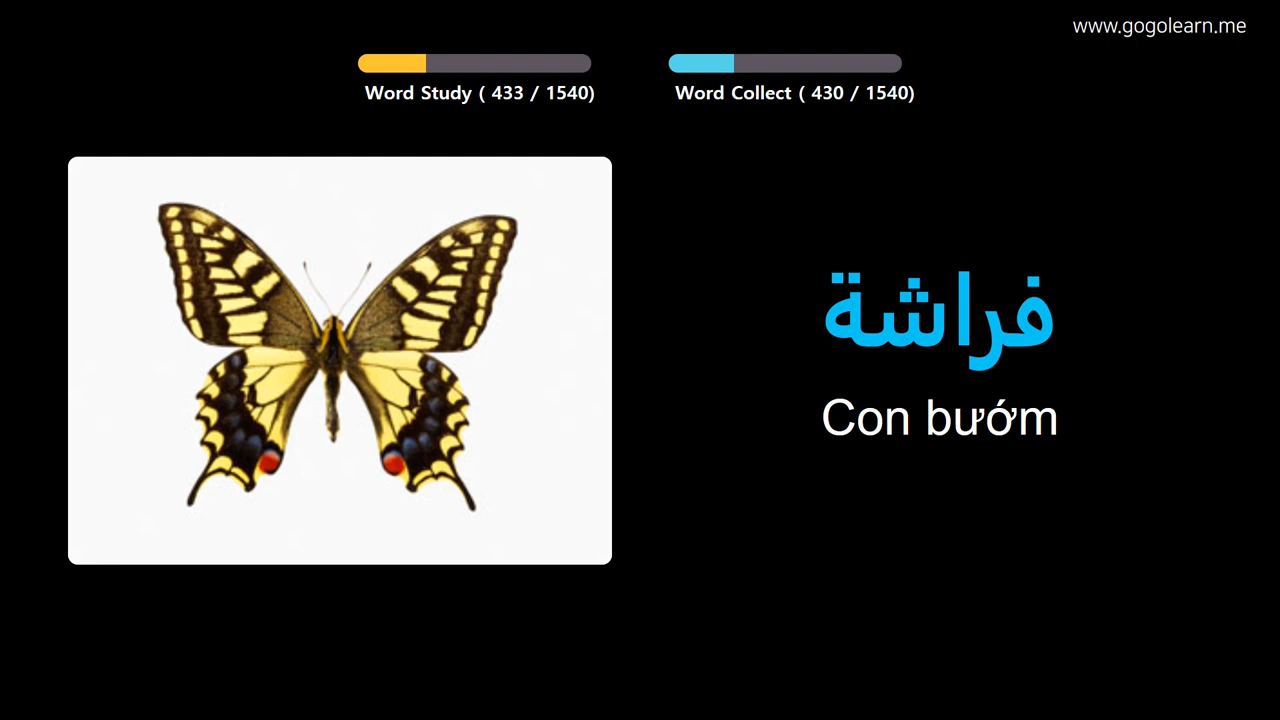 www.gogolearn.me
Word Study ( 433 / 1540)
Word Collect ( 430 / 1540)
فراشة
Con bướm